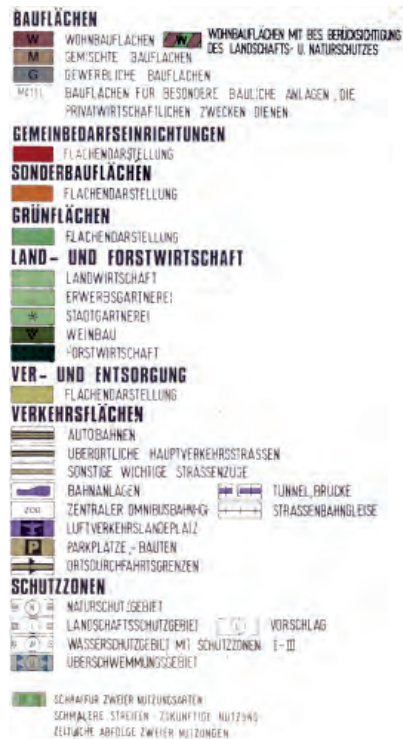 BAUFLÄCHEN
W WOHNBAUFLÄCHEN W WOHNBAUFLÄCHEN MIT BES. BERÜCKSICHTIGUNG
DES LANDSCHAFTS- U. NATURSCHUTZES
M GEMISCHTE BAUFLÄCHEN
G GEWERBLICHE BAUFLÄCHEN
BAUFLÄCHEN FÜR BESONDERE BAULICHE ANLAGEN, DIE
PRIVATWIRTSCHAFTLICHEN ZWECKEN DIENEN
GEMEINBEDARFSEINRICHTUNGEN
FLÄCHENDARSTELLUNG
SONDERBAUFLÄCHEN
FLÄCHENDARSTELLUNG
GRÜNFLÄCHEN
FLÄCHENDARSTELLUNG
LAND- UND FORSTWIRTSCHAFT
LANDWIRTSCHAFT
ERWERBSGÄRTNEREI
STADTGÄRTNEREI
WEINBAU
FORSTWIRTSCHAFT
VER- UND ENTSORGUNG
FLÄCHENDARSTELLUNG
VERKEHRSFLÄCHEN
AUTOBAHNEN
ÜBERÖRTLICHE HAUPTVERKEHRSSTRASSEN
SONSTIGE WICHTIGE STRASSENZÜGE
BAHNANLAGEN TUNNEL, BRÜCKE
ZOB ZENTRALER OMNIBUSBAHNHOF STRASSENBAHNGLEISE
LUFTVERKEHRSLANDEPLATZ
P PARKPLÄTZE, -BAUTEN
ORTSDURCHFAHRTSGRENZEN
SCHUTZZONEN
N NATURSCHUTZGEBIET
L LANDSCHAFTSSCHUTZGEBIET L VORSCHLAG
W WASSERSCHUTZGEBIET MIT SCHUTZZONEN I-III
Ü ÜBERSCHWEMMUNGSGEBIET
SCHRAFFUR ZWEIER NUTZUNGSARTEN
SCHMALERE STREIFEN - ZUKÜNFTIGE NUTZUNG
ZEITLICHE ABFOLGE ZWEIER NUTZUNGEN